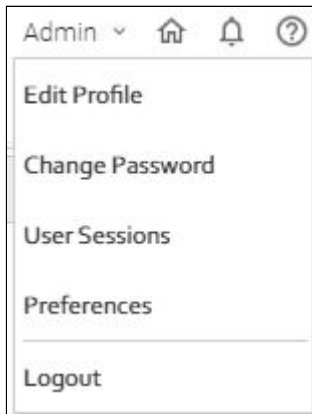 Admin
Edit Profile
Change Password
User Sessions
Preferences
Logout